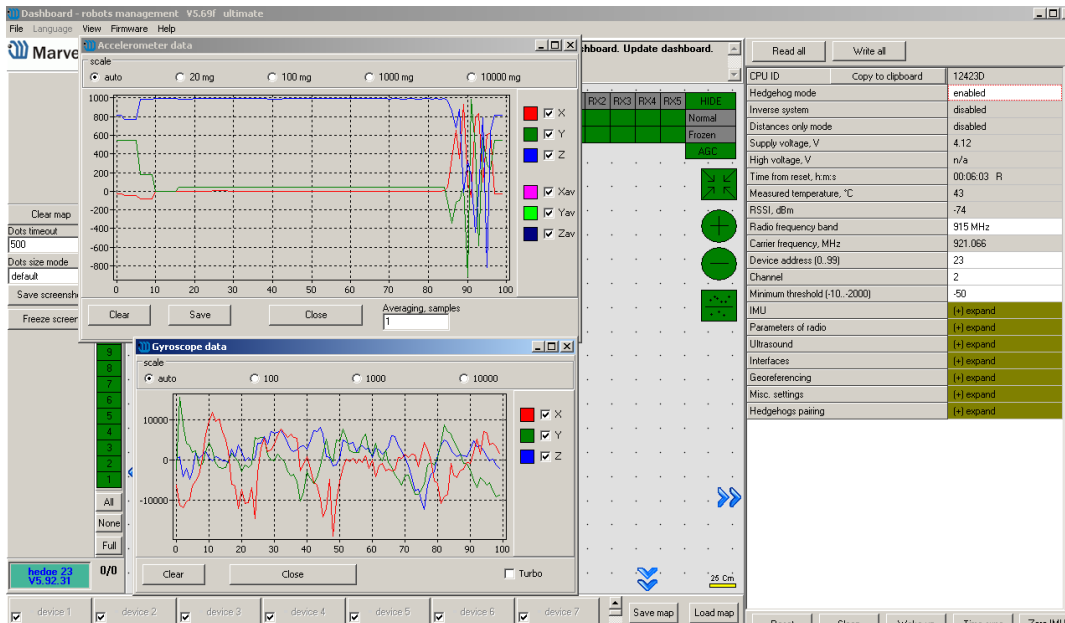 Dashboard - robots management V5.69f ultimate
File Language View Firmware Help
Marve
Accelerometer data
scale
auto 20 mg 100 mg 1000 mg 10000 mg
1000
800
600
400
200
0
-200
-400
-600
-800
0 10 20 30 40 50 60 70 80 90 100
X
Y
Z
Xav
Yav
Zav
Clear Save Close
Averaging, samples
1
Clear map
Dots timeout
500
Dots size mode
default
Save screensh
Freeze screen
hboard. Update dashboard.
RX2 RX3 RX4 RX5 HIDE
Normal
Frozen
AGC
Gyroscope data
scale
auto 100 1000 10000
10000
0
-10000
0 10 20 30 40 50 60 70 80 90 100
X
Y
Z
Clear Close Turbo
9
8
7
6
5
4
3
2
1
All
None
Full
hedge 23
V5.92.31
0/0
25 Cm
device 1 device 2 device 3 device 4 device 5 device 6 device 7
Save map Load map
Read all Write all
CPU ID Copy to clipboard 12423D
Hedgehog mode enabled
Inverse system disabled
Distances only mode disabled
Supply voltage, V 4.12
High voltage, V n/a
Time from reset, h:m:s 00:06:03 R
Measured temperature, °C 43
RSSI, dBm -74
Radio frequency band 915 MHz
Carrier frequency, MHz 921.066
Device address (0..99) 23
Channel 2
Minimum threshold (-10..-2000) -50
IMU (+) expand
Parameters of radio (+) expand
Ultrasound (+) expand
Interfaces (+) expand
Georeferencing (+) expand
Misc. settings (+) expand
Hedgehogs pairing (+) expand